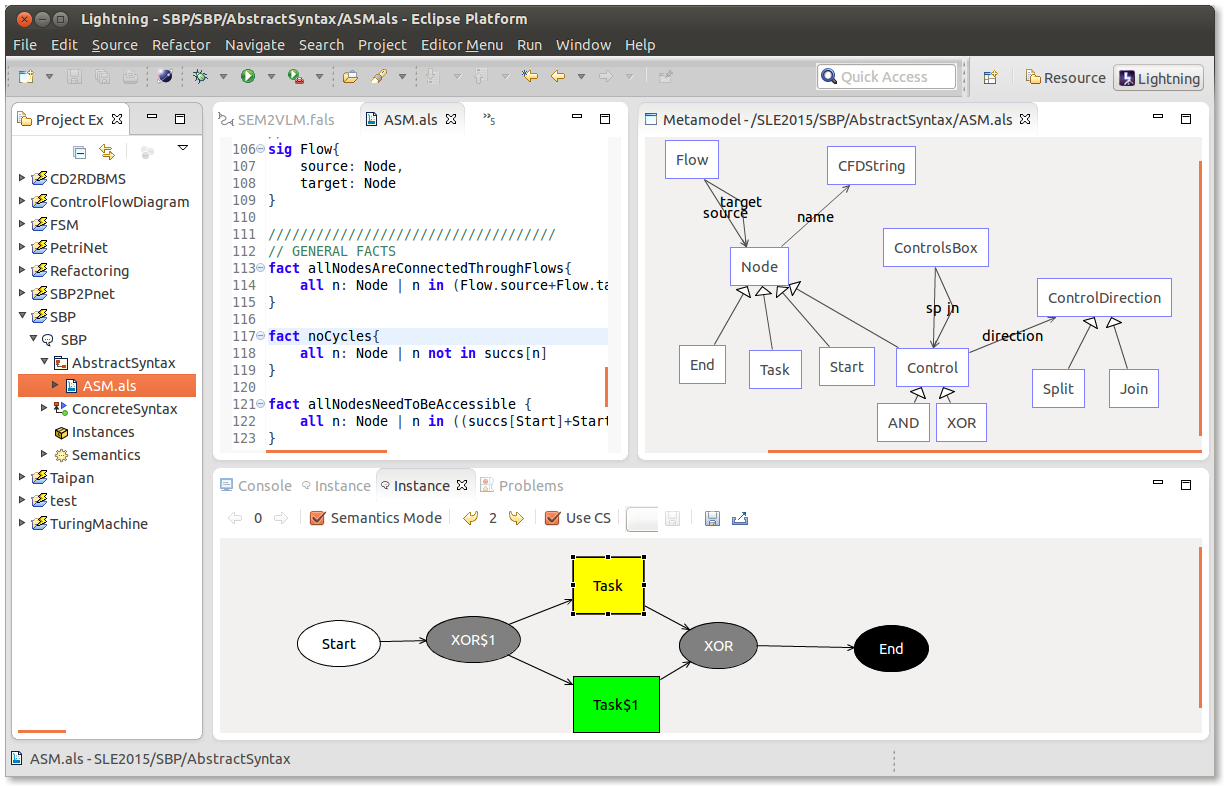 Lightning - SBP/SBP/AbstractSyntax/ASM.als - Eclipse Platform
File Edit Source Refactor Navigate Search Project Editor Menu Run Window Help
Quick Access
Resource
Lightning
Project Ex
CD2RDBMS
ControlFlowDiagram
FSM
PetriNet
Refactoring
SBP2Pnet
SBP
SBP
AbstractSyntax
ASM.als
ConcreteSyntax
Instances
Semantics
Taipan
test
TuringMachine
SEM2VLM.fals
ASM.als
»5
106 sig Flow{
107 source: Node,
108 target: Node
109 }
110
111 ////////////////////////////////////
112 // GENERAL FACTS
113 fact allNodesAreConnectedThroughFlows{
114 all n: Node | n in (Flow.source+Flow.ta
115 }
116
117 fact noCycles{
118 all n: Node | n not in succs[n]
119 }
120
121 fact allNodesNeedToBeAccessible {
122 all n: Node | n in ((succs[Start]+Start
123 }
Metamodel - /SLE2015/SBP/AbstractSyntax/ASM.als
Flow
CFDString
target
source
name
ControlsBox
Node
ControlDirection
sp jn
direction
End
Task
Start
Control
Split
Join
AND
XOR
Console
Instance
Instance
Problems
0
Semantics Mode
2
Use CS
Task
Start
XOR$1
XOR
End
Task$1
ASM.als - SLE2015/SBP/AbstractSyntax